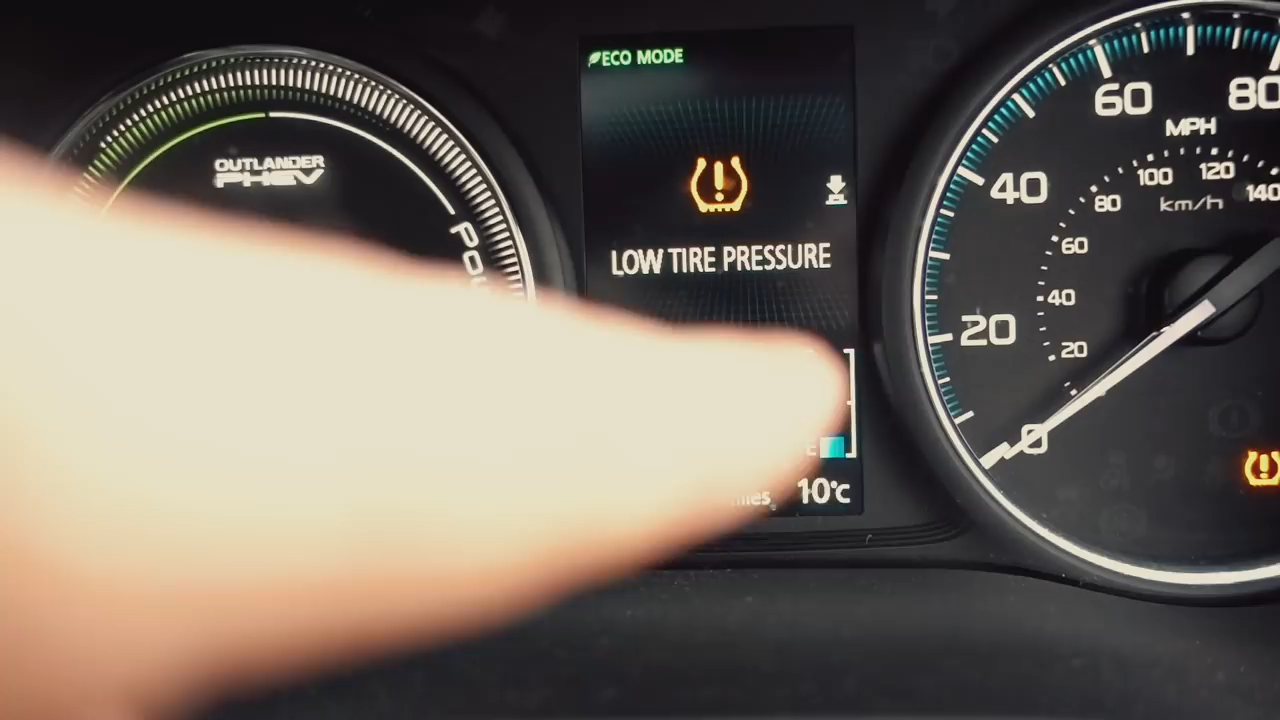 OUTLANDER
PHEV
ECO MODE
LOW TIRE PRESSURE
E
10°c
0
20
40
60
80
MPH
20
40
60
80
100
120
140
km/h